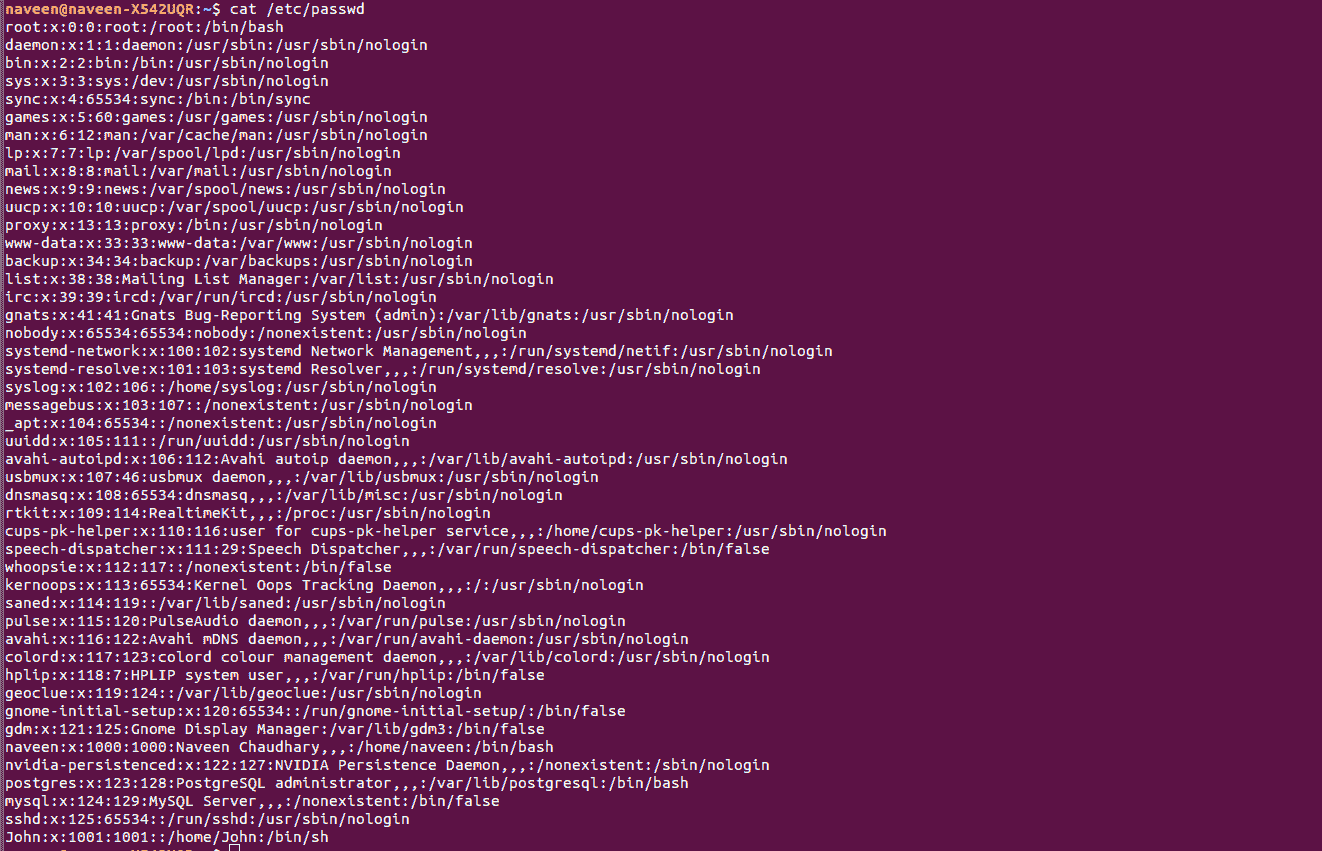 naveen@naveen-X542UQR:~$ cat /etc/passwd
root:x:0:0:root:/root:/bin/bash
daemon:x:1:1:daemon:/usr/sbin:/usr/sbin/nologin
bin:x:2:2:bin:/bin:/usr/sbin/nologin
sys:x:3:3:sys:/dev:/usr/sbin/nologin
sync:x:4:65534:sync:/bin:/bin/sync
games:x:5:60:games:/usr/games:/usr/sbin/nologin
man:x:6:12:man:/var/cache/man:/usr/sbin/nologin
lp:x:7:7:lp:/var/spool/lpd:/usr/sbin/nologin
mail:x:8:8:mail:/var/mail:/usr/sbin/nologin
news:x:9:9:news:/var/spool/news:/usr/sbin/nologin
uucp:x:10:10:uucp:/var/spool/uucp:/usr/sbin/nologin
proxy:x:13:13:proxy:/bin:/usr/sbin/nologin
www-data:x:33:33:www-data:/var/www:/usr/sbin/nologin
backup:x:34:34:backup:/var/backups:/usr/sbin/nologin
list:x:38:38:Mailing List Manager:/var/list:/usr/sbin/nologin
irc:x:39:39:ircd:/var/run/ircd:/usr/sbin/nologin
gnats:x:41:41:Gnats Bug-Reporting System (admin):/var/lib/gnats:/usr/sbin/nologin
nobody:x:65534:65534:nobody:/nonexistent:/usr/sbin/nologin
systemd-network:x:100:102:systemd Network Management,,,:/run/systemd/netif:/usr/sbin/nologin
systemd-resolve:x:101:103:systemd Resolver,,,:/run/systemd/resolve:/usr/sbin/nologin
syslog:x:102:106::/home/syslog:/usr/sbin/nologin
messagebus:x:103:107::/nonexistent:/usr/sbin/nologin
_apt:x:104:65534::/nonexistent:/usr/sbin/nologin
uuidd:x:105:111::/run/uuidd:/usr/sbin/nologin
avahi-autoipd:x:106:112:Avahi autoip daemon,,,:/var/lib/avahi-autoipd:/usr/sbin/nologin
usbmux:x:107:46:usbmux daemon,,,:/var/lib/usbmux:/usr/sbin/nologin
dnsmasq:x:108:65534:dnsmasq,,,:/var/lib/misc:/usr/sbin/nologin
rtkit:x:109:114:RealtimeKit,,,:/proc:/usr/sbin/nologin
cups-pk-helper:x:110:116:user for cups-pk-helper service,,,:/home/cups-pk-helper:/usr/sbin/nologin
speech-dispatcher:x:111:29:Speech Dispatcher,,,:/var/run/speech-dispatcher:/bin/false
whoopsie:x:112:117::/nonexistent:/bin/false
kernoops:x:113:65534:Kernel Oops Tracking Daemon,,,:/:/usr/sbin/nologin
saned:x:114:119::/var/lib/saned:/usr/sbin/nologin
pulse:x:115:120:PulseAudio daemon,,,:/var/run/pulse:/usr/sbin/nologin
avahi:x:116:122:Avahi mDNS daemon,,,:/var/run/avahi-daemon:/usr/sbin/nologin
colord:x:117:123:colord colour management daemon,,,:/var/lib/colord:/usr/sbin/nologin
hplip:x:118:7:HPLIP system user,,,:/var/run/hplip:/bin/false
geoclue:x:119:124::/var/lib/geoclue:/usr/sbin/nologin
gnome-initial-setup:x:120:65534::/run/gnome-initial-setup/:/bin/false
gdm:x:121:125:Gnome Display Manager:/var/lib/gdm3:/bin/false
naveen:x:1000:1000:Naveen Chaudhary,,,:/home/naveen:/bin/bash
nvidia-persistenced:x:122:127:NVIDIA Persistence Daemon,,,:/nonexistent:/sbin/nologin
postgres:x:123:128:PostgreSQL administrator,,,:/var/lib/postgresql:/bin/bash
mysql:x:124:129:MySQL Server,,,:/nonexistent:/bin/false
sshd:x:125:65534::/run/sshd:/usr/sbin/nologin
John:x:1001:1001::/home/John:/bin/sh